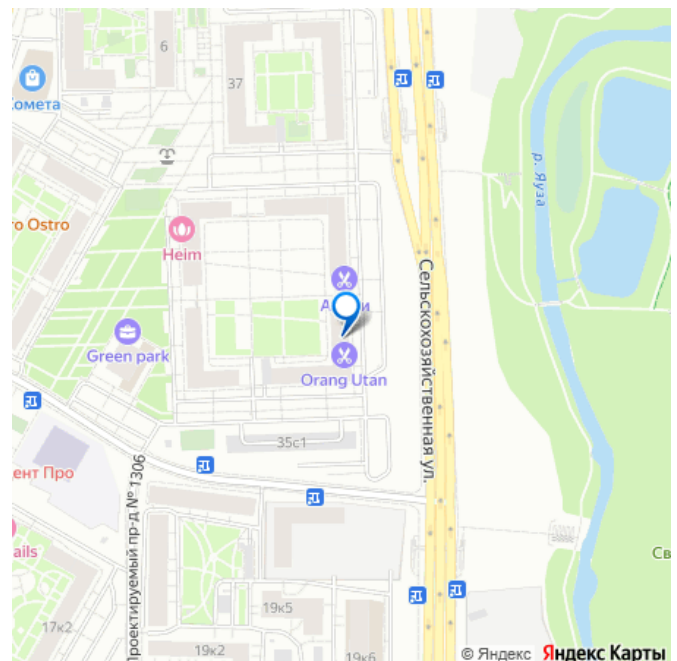 6
37
Комета
р. Яуза
ro Ostro
Heim
Сельскохозяйственная ул.
Green park
Orang Utan
35с1
ент Про
Проектируемый пр-д № 1306
ails
Св
19к5
17к2
19к2
19к6
© Яндекс Яндекс Карты